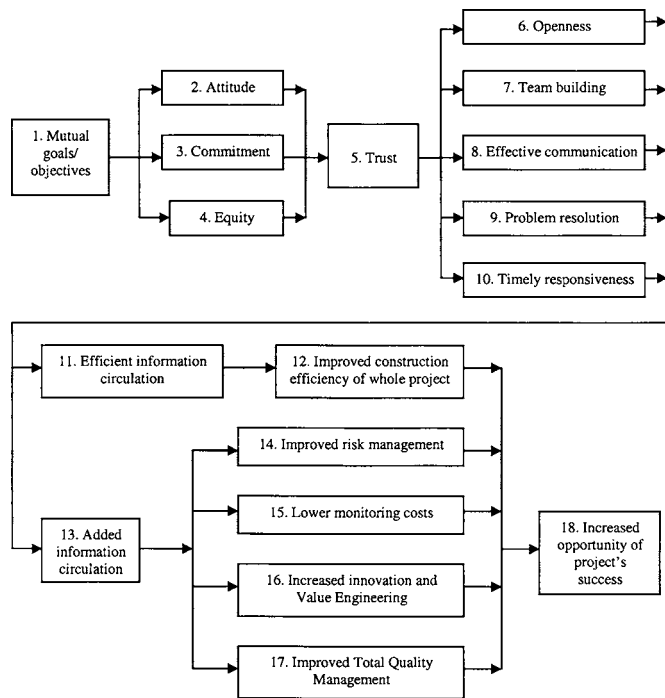 1. Mutual
goals/
objectives
2. Attitude
3. Commitment
4. Equity
5. Trust
6. Openness
7. Team building
8. Effective communication
9. Problem resolution
10. Timely responsiveness
11. Efficient information
circulation
12. Improved construction
efficiency of whole project
13. Added
information
circulation
14. Improved risk management
15. Lower monitoring costs
16. Increased innovation and
Value Engineering
17. Improved Total Quality
Management
18. Increased
opportunity of
project's
success